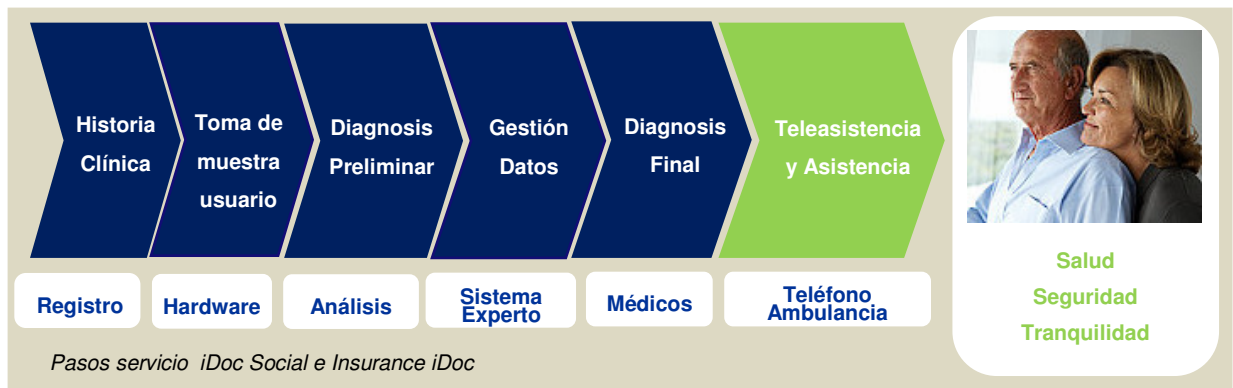 Historia
Clínica
Toma de
muestra
usuario
Diagnosis
Preliminar
Gestión
Datos
Diagnosis
Final
Teleasistencia
y Asistencia
Registro
Hardware
Análisis
Sistema
Experto
Médicos
Teléfono
Ambulancia
Salud
Seguridad
Tranquilidad
Pasos servicio iDoc Social e Insurance iDoc